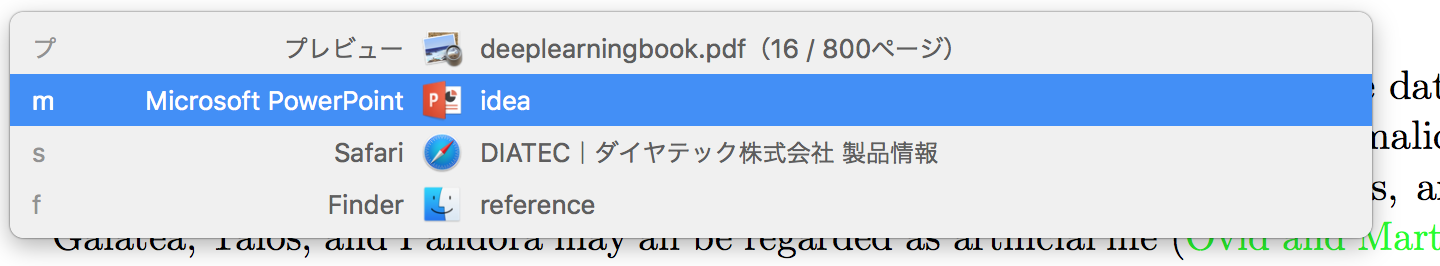 プ プレビュー deeplearningbook.pdf（16 / 800ページ）
m Microsoft PowerPoint idea
s Safari DIATEC｜ダイヤテック株式会社 製品情報
f Finder reference
Galatea, Talos, and Pandora may all be regarded as artificial life (Ovid and Mart